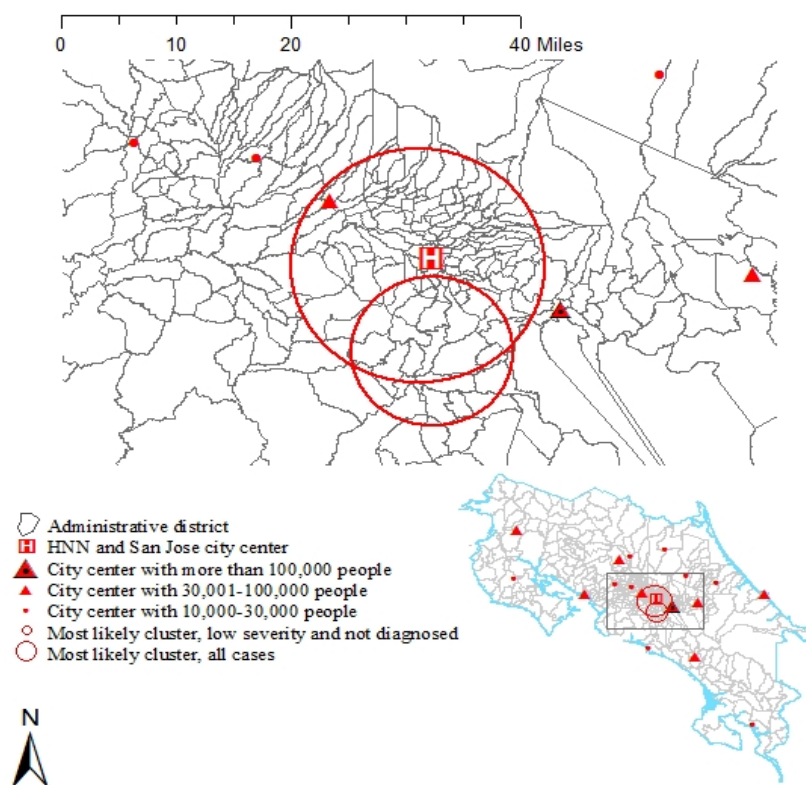 0 10 20 40 Miles
H
Administrative district
H HNN and San Jose city center
City center with more than 100,000 people
City center with 30,001-100,000 people
City center with 10,000-30,000 people
Most likely cluster, low severity and not diagnosed
Most likely cluster, all cases
H
N